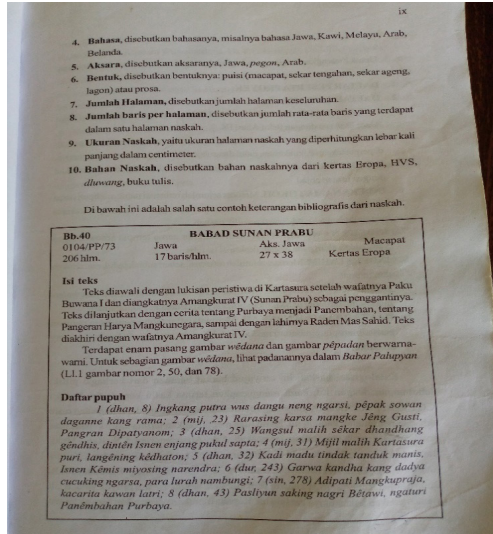 ix
4. Bahasa, disebutkan bahasanya, misalnya bahasa Jawa, Kawi, Melayu, Arab,
Belanda.
5. Aksara, disebutkan aksaranya, Jawa, pegon, Arab.
6. Bentuk, disebutkan bentuknya: puisi (macapat, sekar tengahan, sekar ageng,
lagon) atau prosa.
7. Jumlah Halaman, disebutkan jumlah halaman keseluruhan.
8. Jumlah baris per halaman, disebutkan jumlah rata-rata baris yang terdapat
dalam satu halaman naskah.
9. Ukuran Naskah, yaitu ukuran halaman naskah yang diperhitungkan lebar kali
panjang dalam centimeter.
10. Bahan Naskah, disebutkan bahan naskahnya dari kertas Eropa, HVS,
dluwang, buku tulis.
Di bawah ini adalah salah satu contoh keterangan bibliografis dari naskah.
Bb.40 BABAD SUNAN PRABU
0104/PP/73 Jawa Aks. Jawa Macapat
206 hlm. 17 baris/hlm. 27 x 38 Kertas Eropa
Isi teks
Teks diawali dengan lukisan peristiwa di Kartasura setelah wafatnya Paku
Buwana I dan diangkatnya Amangkurat IV (Sunan Prabu) sebagai penggantinya.
Teks dilanjutkan dengan cerita tentang Purbaya menjadi Panembahan, tentang
Pangeran Harya Mangkunegara, sampai dengan lahirnya Raden Mas Sahid. Teks
diakhiri dengan wafatnya Amangkurat IV.
Terdapat enam pasang gambar wêdana dan gambar pêpadan berwarna-
warni. Untuk sebagian gambar wêdana, lihat padanannya dalam Babar Palupyan
(Ll.1 gambar nomor 2, 50, dan 78).
Daftar pupuh
1 (dhan, 8) Ingkang putra wus dangu neng ngarsi, pêpak sowan
daganne kang rama; 2 (mij, 23) Rarasing karsa mangke Jêng Gusti,
Pangran Dipatyanom; 3 (dhan, 25) Wangsul malih sêkar dhandhang
gêndhis, dintên Isnen enjang pukul sapta; 4 (mij, 31) Mijil malih Kartasura
puri, langêning kêdhaton; 5 (dhan, 32) Kadi madu tindak tanduk manis,
Isnen Kêmis miyosing narendra; 6 (dur, 243) Garwa kandha kang dadya
cucuking ngarsa, para lurah nambungi; 7 (sin, 278) Adipati Mangkupraja,
kacarita kawan latri; 8 (dhan, 43) Pasliyun saking nagri Bêtawi, ngaturi
Panêmbahan Purbaya.